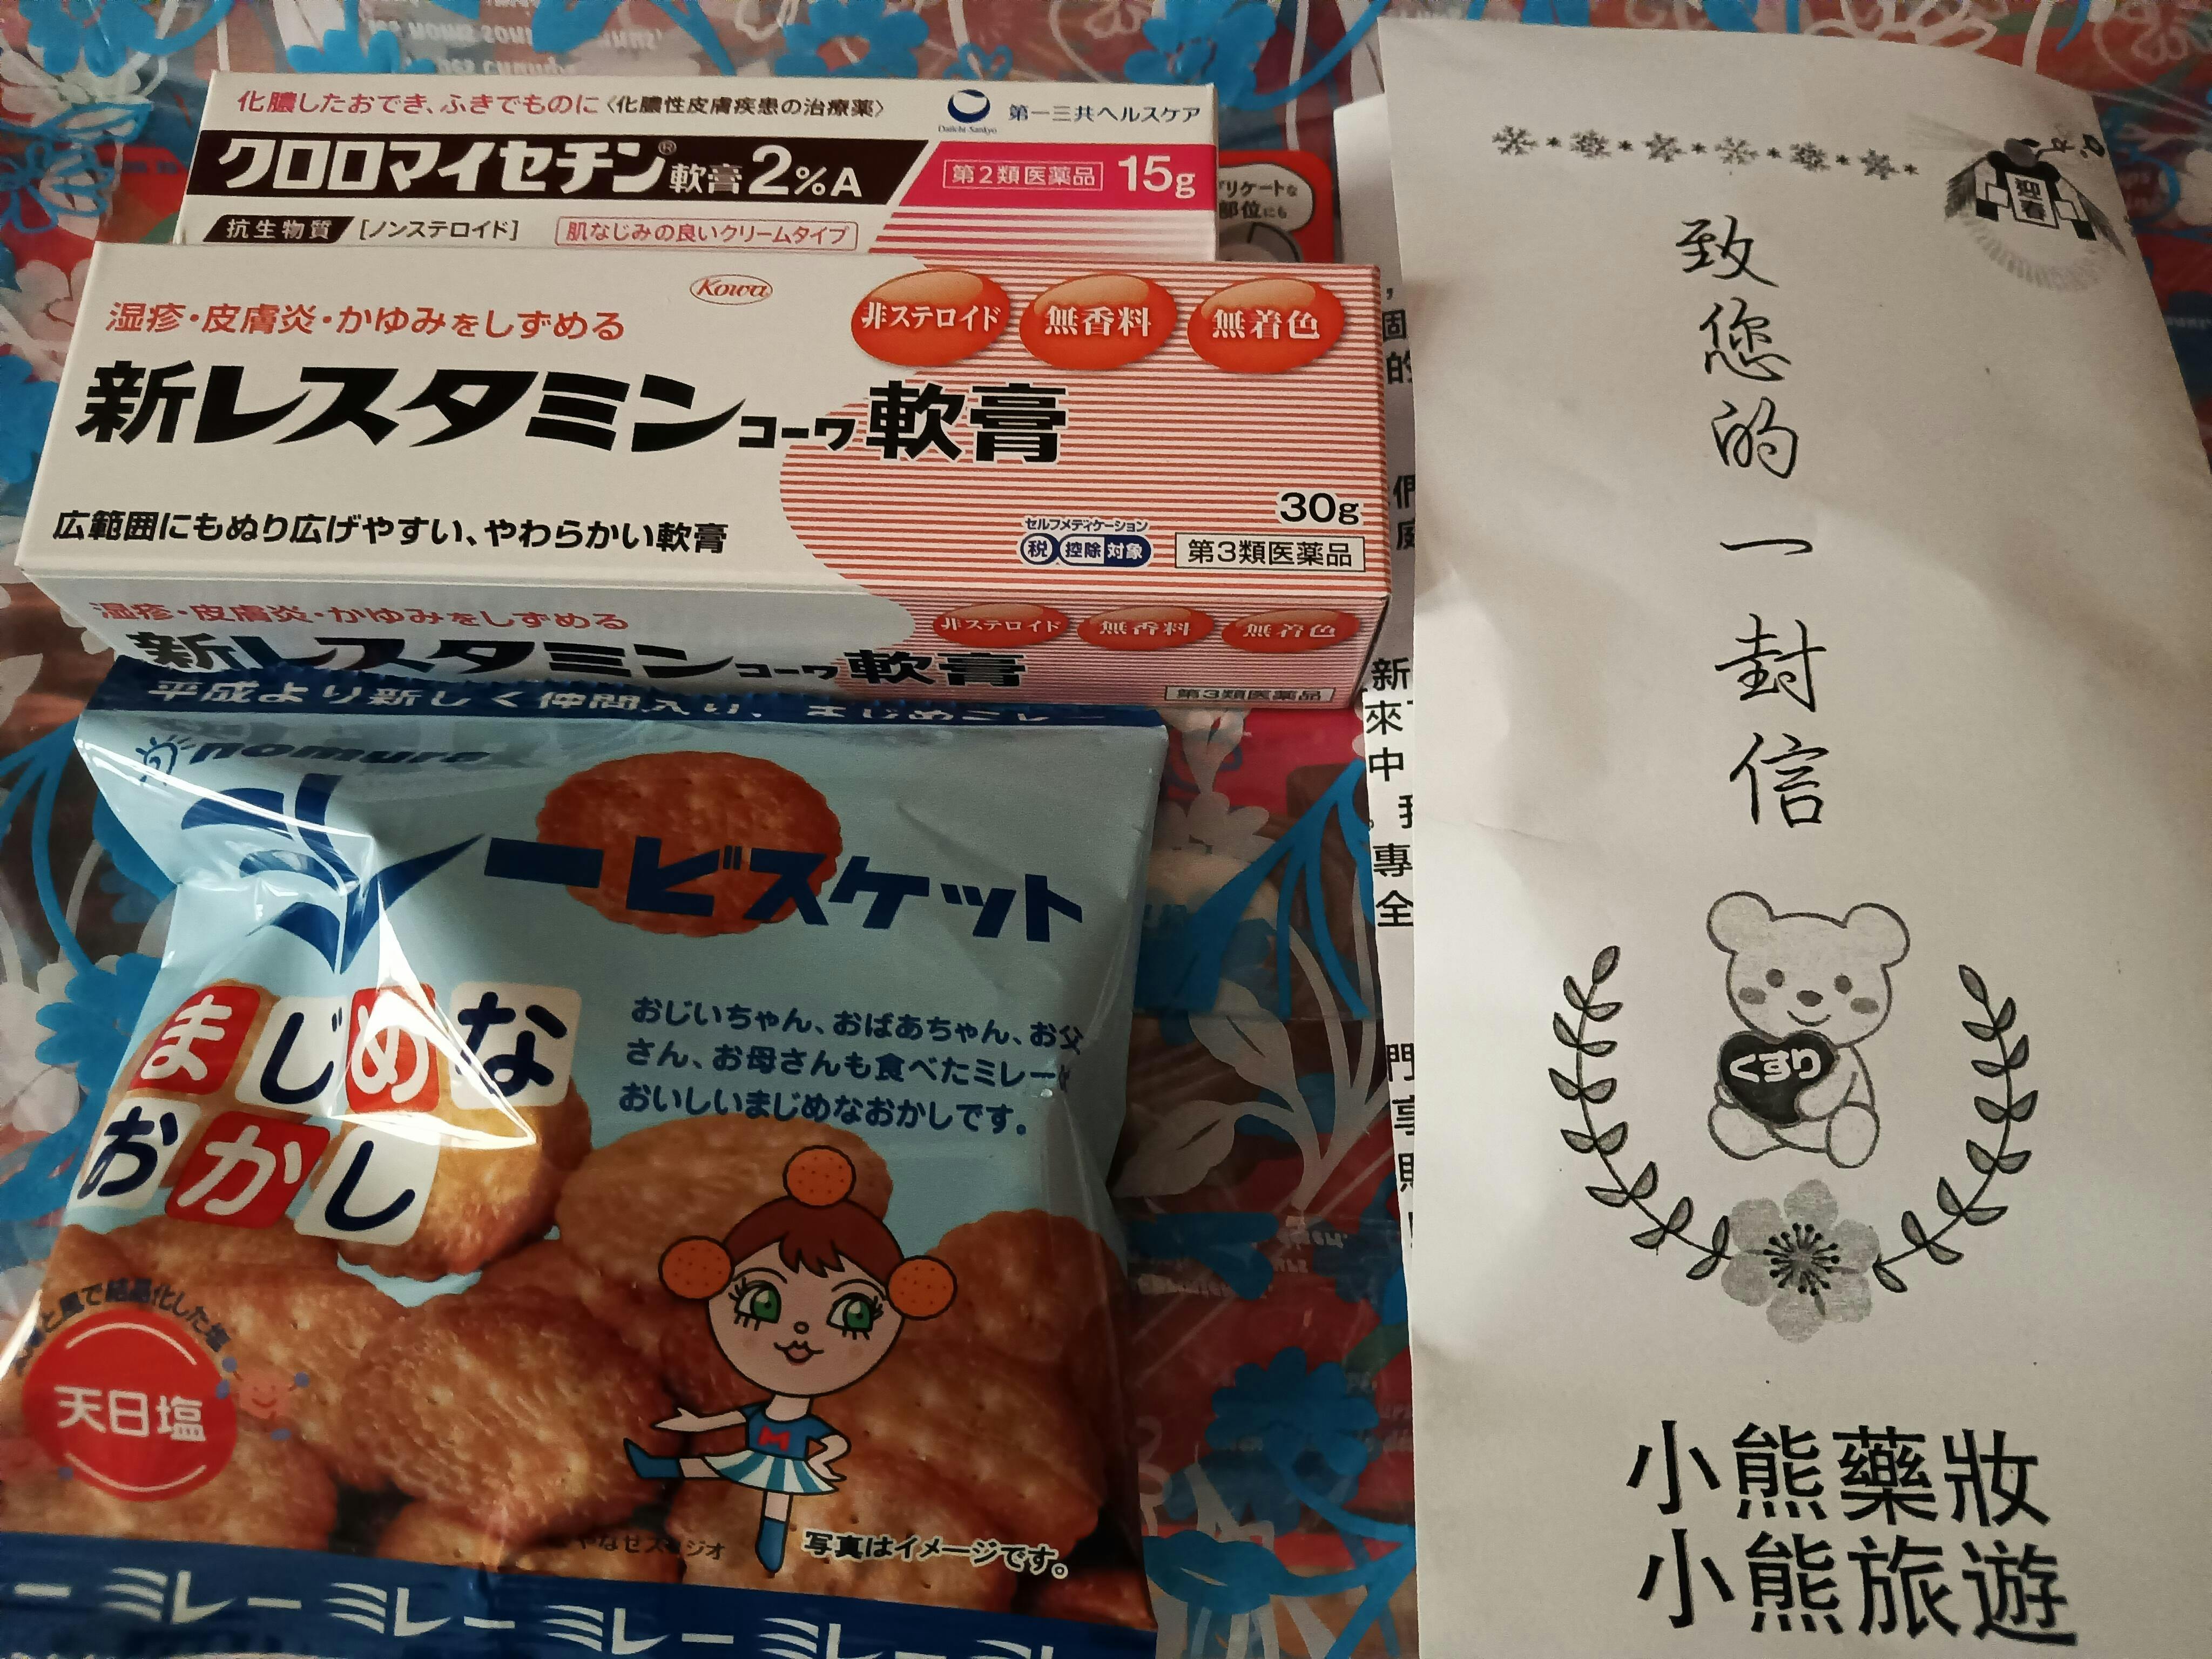 化膿したおでき、ふきでものに〈化膿性皮膚疾患の治療薬〉
Daiichi-Sankyo
第一三共ヘルスケア
クロロマイセチン®軟膏2%A
第2類医薬品 15g
抗生物質 [ノンステロイド] 肌なじみの良いクリームタイプ
部位にも
Kowa
湿疹・皮膚炎・かゆみをしずめる
非ステロイド 無香料 無着色
新レスタミンコーワ軟膏
30g
広範囲にもぬり広げやすい、やわらかい軟膏
セルフメディケーション
税 控除 対象
第3類医薬品
湿疹・皮膚炎・かゆみをしずめる
非ステロイド 無香料 無着色
新レスタミンコーワ軟膏
第3類医薬品
平成より新しく仲間入り、まじめミレー
nomura
ミレービスケット
まじめな
おかし
おじいちゃん、おばあちゃん、お父
さん、お母さんも食べたミレー
おいしいまじめなおかしです。
天日塩
M
やなせスタジオ
写真はイメージです。
ミレー ミレー ミレー ミレー
迎春
致您的一封信
くすり
小熊藥妝
小熊旅遊